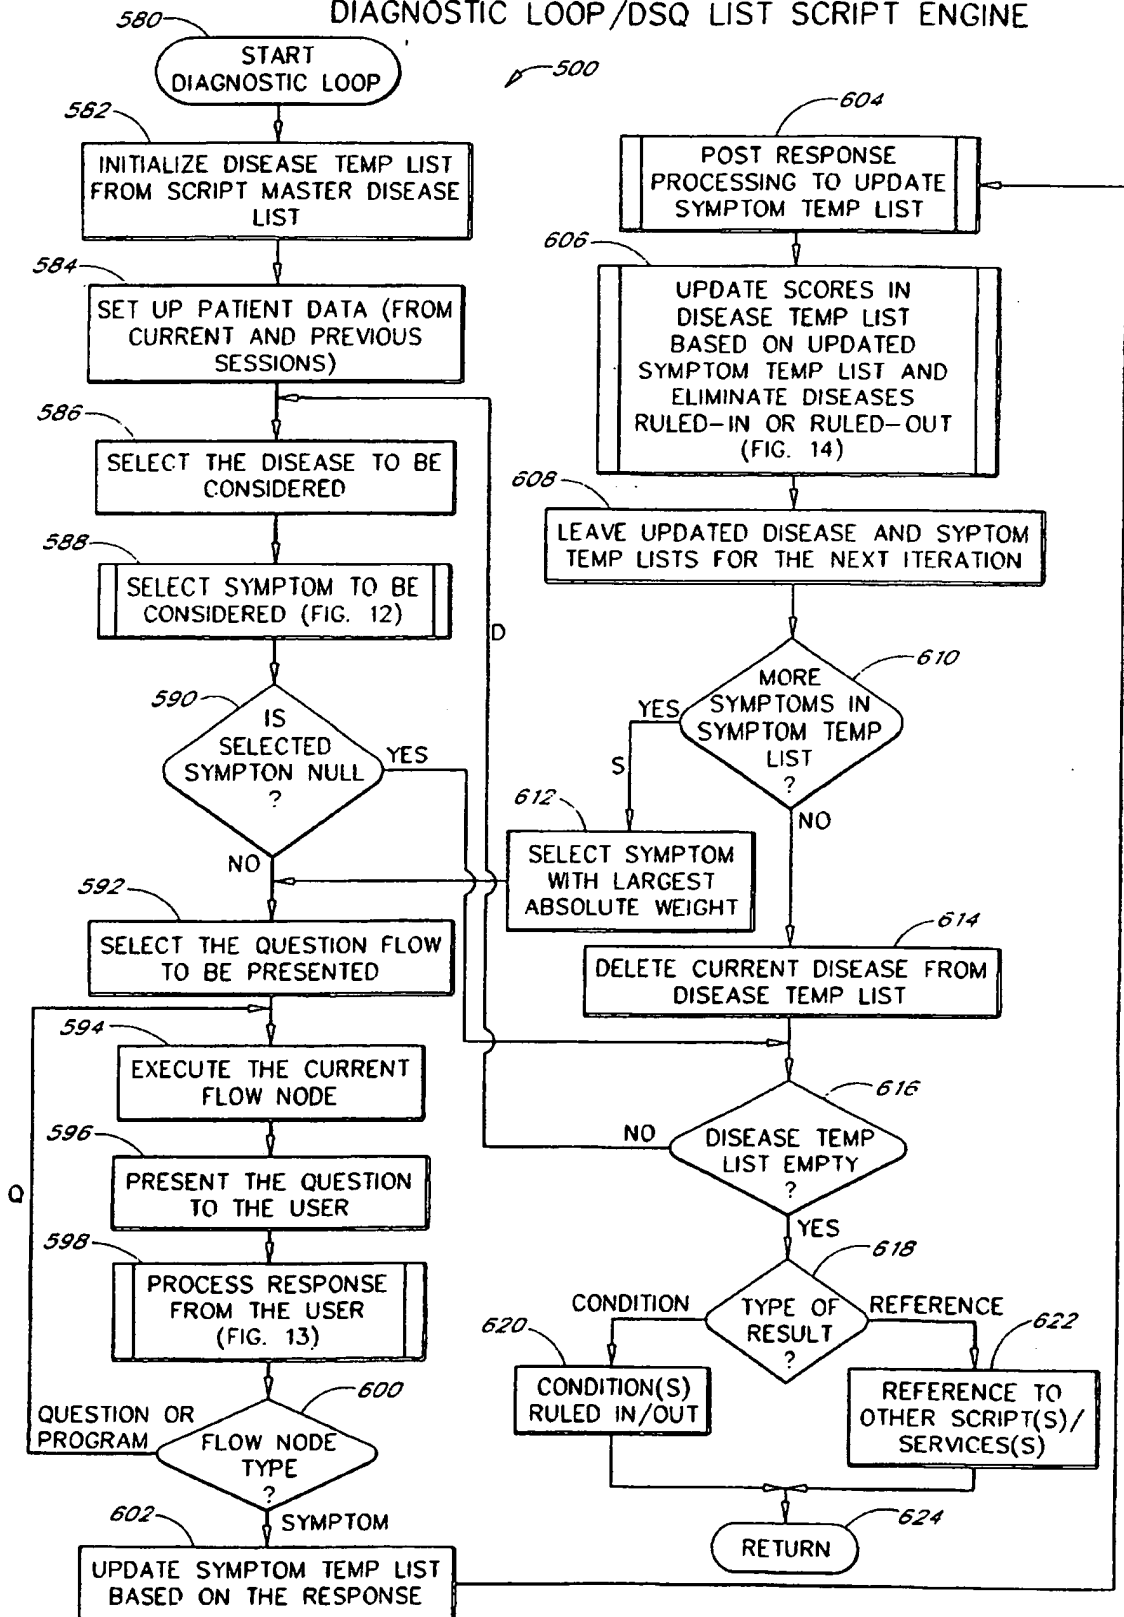 DIAGNOSTIC LOOP/DSQ LIST SCRIPT ENGINE
580
START
DIAGNOSTIC LOOP
500
582
INITIALIZE DISEASE TEMP LIST
FROM SCRIPT MASTER DISEASE
LIST
584
SET UP PATIENT DATA (FROM
CURRENT AND PREVIOUS
SESSIONS)
586
SELECT THE DISEASE TO BE
CONSIDERED
588
SELECT SYMPTOM TO BE
CONSIDERED (FIG. 12)
D
590
IS
SELECTED
SYMPTON NULL
?
YES
NO
592
SELECT THE QUESTION FLOW
TO BE PRESENTED
594
EXECUTE THE CURRENT
FLOW NODE
596
PRESENT THE QUESTION
TO THE USER
Q
598
PROCESS RESPONSE
FROM THE USER
(FIG. 13)
600
QUESTION OR
PROGRAM
FLOW NODE
TYPE
?
SYMPTOM
602
UPDATE SYMPTOM TEMP LIST
BASED ON THE RESPONSE
604
POST RESPONSE
PROCESSING TO UPDATE
SYMPTOM TEMP LIST
606
UPDATE SCORES IN
DISEASE TEMP LIST
BASED ON UPDATED
SYMPTOM TEMP LIST AND
ELIMINATE DISEASES
RULED-IN OR RULED-OUT
(FIG. 14)
608
LEAVE UPDATED DISEASE AND SYPTOM
TEMP LISTS FOR THE NEXT ITERATION
610
MORE
SYMPTOMS IN
SYMPTOM TEMP
LIST
?
YES
S
NO
612
SELECT SYMPTOM
WITH LARGEST
ABSOLUTE WEIGHT
614
DELETE CURRENT DISEASE FROM
DISEASE TEMP LIST
616
NO
DISEASE TEMP
LIST EMPTY
?
YES
618
CONDITION
TYPE OF
RESULT
?
REFERENCE
620
CONDITION(S)
RULED IN/OUT
622
REFERENCE TO
OTHER SCRIPT(S)/
SERVICES(S)
624
RETURN